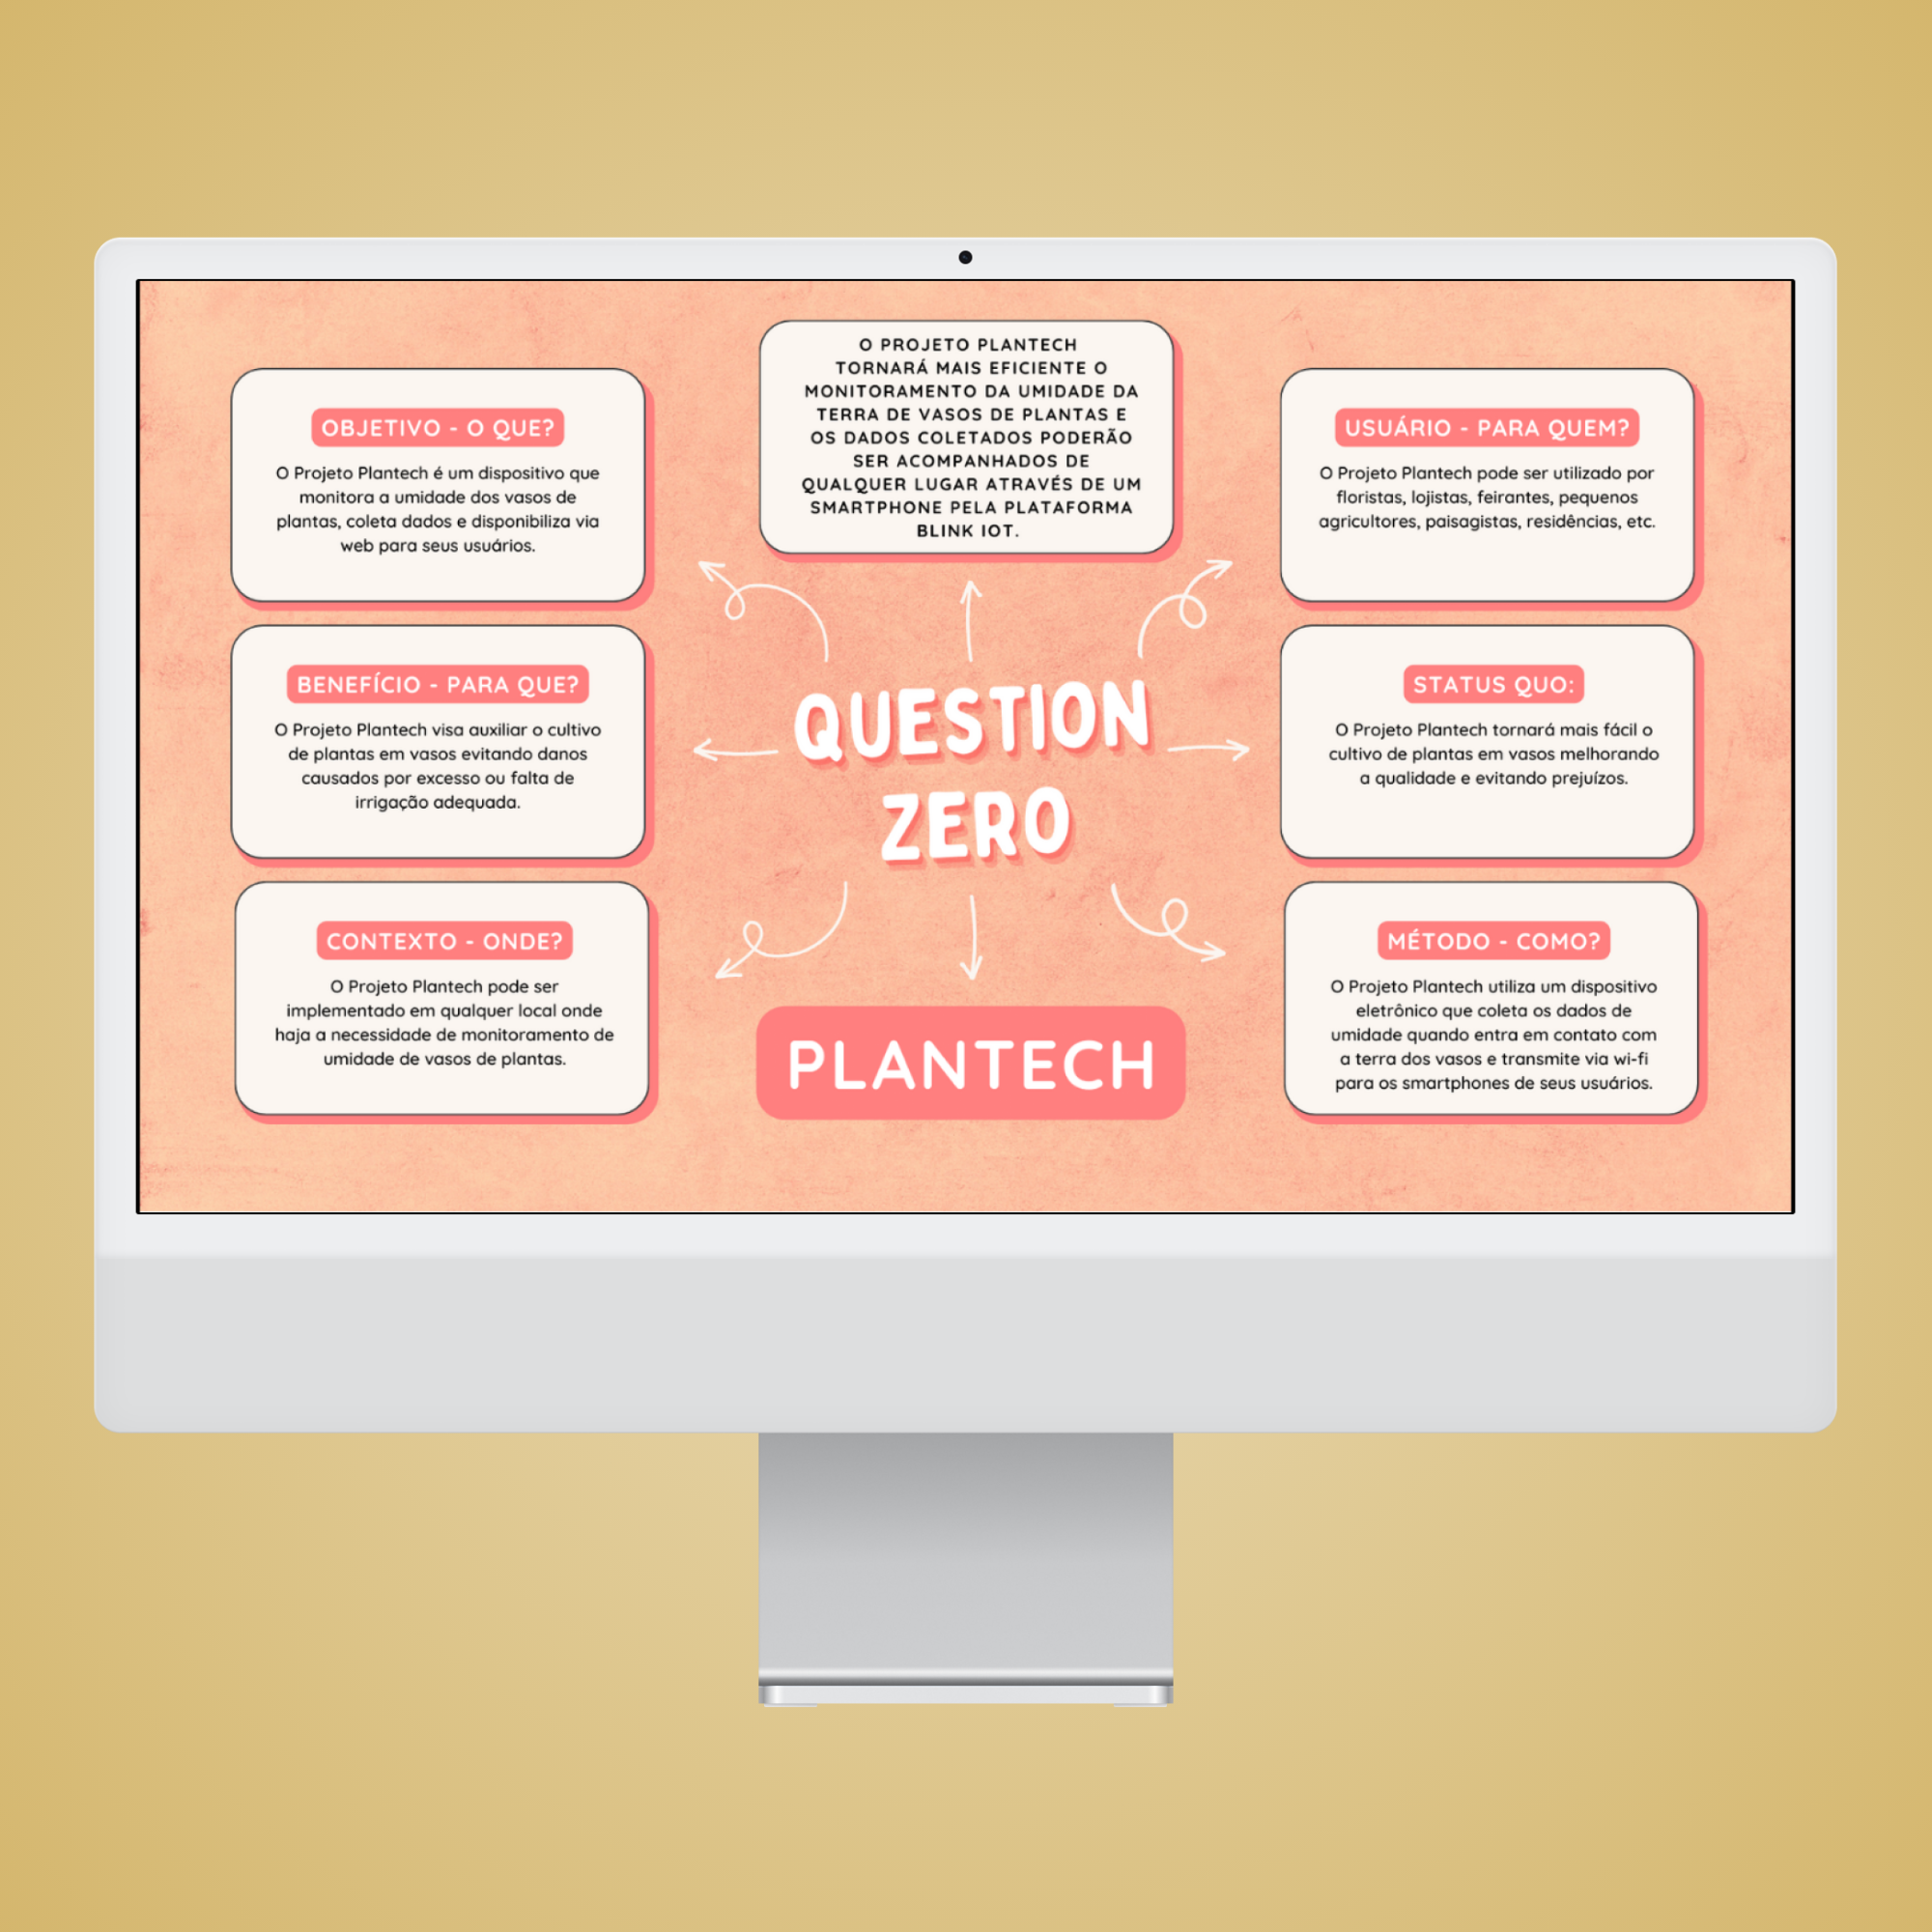 O PROJETO PLANTECH
TORNARÁ MAIS EFICIENTE O
MONITORAMENTO DA UMIDADE DA
TERRA DE VASOS DE PLANTAS E
OS DADOS COLETADOS PODERÃO
SER ACOMPANHADOS DE
QUALQUER LUGAR ATRAVÉS DE UM
SMARTPHONE PELA PLATAFORMA
BLINK IOT.
OBJETIVO - O QUE?
O Projeto Plantech é um dispositivo que
monitora a umidade dos vasos de
plantas, coleta dados e disponibiliza via
web para seus usuários.
USUÁRIO - PARA QUEM?
O Projeto Plantech pode ser utilizado por
floristas, lojistas, feirantes, pequenos
agricultores, paisagistas, residências, etc.
BENEFÍCIO - PARA QUE?
O Projeto Plantech visa auxiliar o cultivo
de plantas em vasos evitando danos
causados por excesso ou falta de
irrigação adequada.
QUESTION
ZERO
STATUS QUO:
O Projeto Plantech tornará mais fácil o
cultivo de plantas em vasos melhorando
a qualidade e evitando prejuízos.
CONTEXTO - ONDE?
O Projeto Plantech pode ser
implementado em qualquer local onde
haja a necessidade de monitoramento de
umidade de vasos de plantas.
PLANTECH
MÉTODO - COMO?
O Projeto Plantech utiliza um dispositivo
eletrônico que coleta os dados de
umidade quando entra em contato com
a terra dos vasos e transmite via wi-fi
para os smartphones de seus usuários.